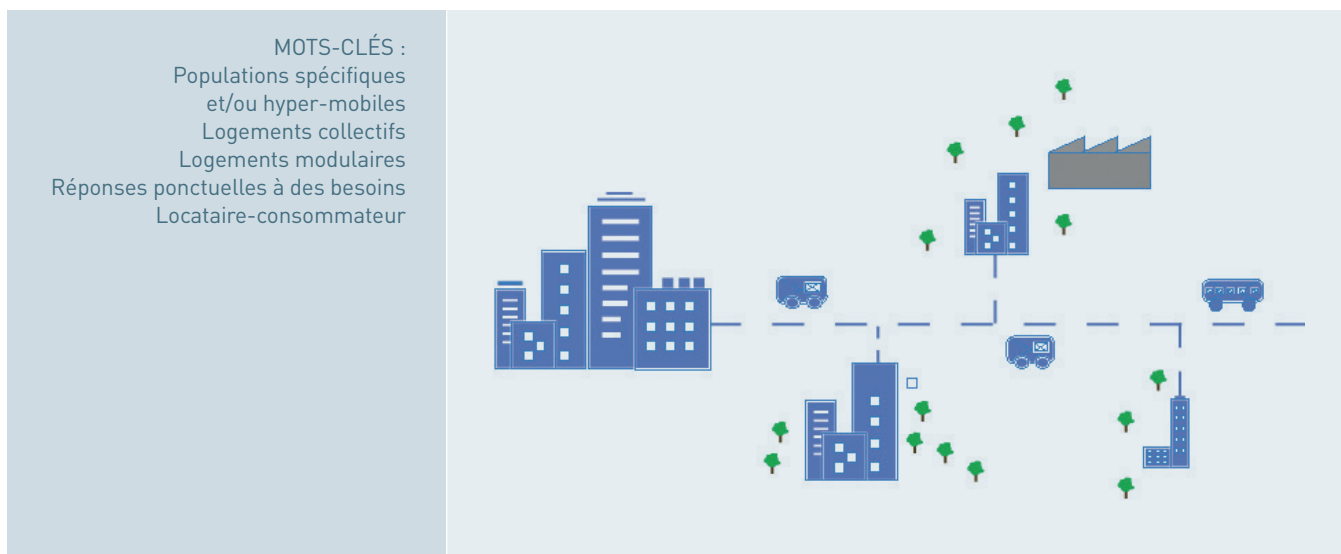 MOTS-CLÉS :
Populations spécifiques
et/ou hyper-mobiles
Logements collectifs
Logements modulaires
Réponses ponctuelles à des besoins
Locataire-consommateur